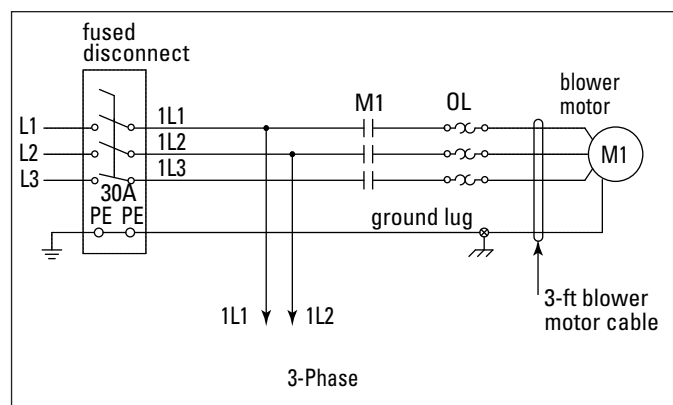 fused
disconnect
L1
L2
L3
1L1
1L2
1L3
30A
PE PE
M1
OL
blower
motor
M1
ground lug
1L1
1L2
3-ft blower
motor cable
3-Phase